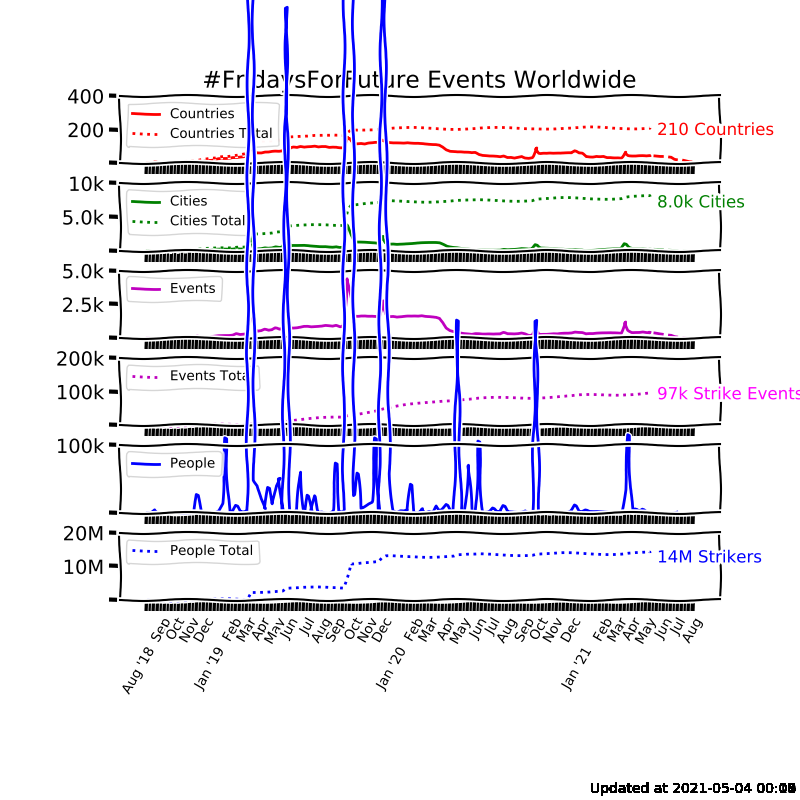 #FridaysForFuture Events Worldwide
400
200
Countries
Countries Total
210 Countries
10k
5.0k
Cities
Cities Total
8.0k Cities
5.0k
2.5k
Events
200k
100k
Events Total
97k Strike Events
100k
People
20M
10M
People Total
14M Strikers
Aug '18 Sep Oct Nov Dec Jan '19 Feb Mar Apr May Jun Jul Aug Sep Oct Nov Dec Jan '20 Feb Mar Apr May Jun Jul Aug Sep Oct Nov Dec Jan '21 Feb Mar Apr May Jun Jul Aug
Updated at 2021-05-04 00: